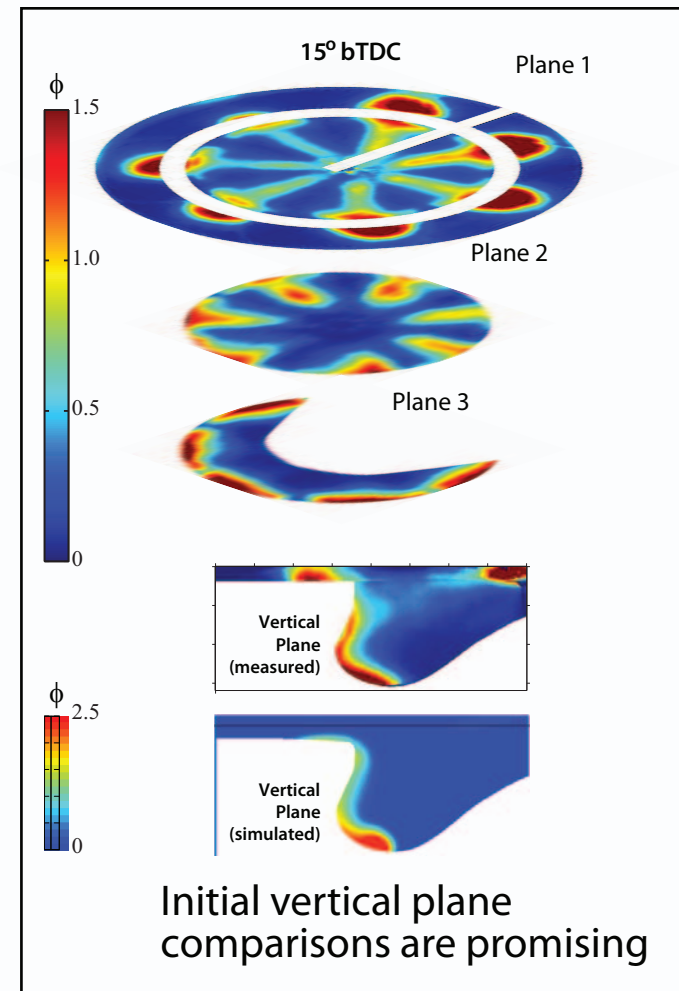 15º bTDC
Plane 1
ϕ
1.5
1.0
0.5
0
Plane 2
Plane 3
Vertical
Plane
(measured)
ϕ
2.5
0
Vertical
Plane
(simulated)
Initial vertical plane
comparisons are promising